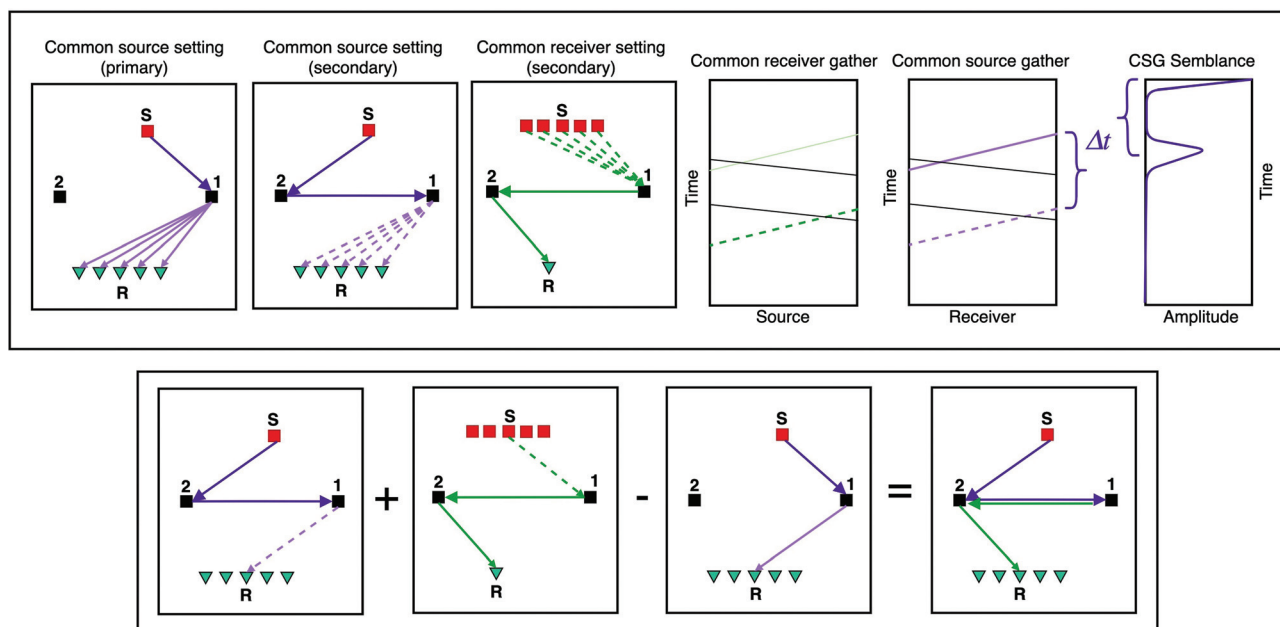 Common source setting
(primary)
S
2
1
R
Common source setting
(secondary)
S
2
1
R
Common receiver setting
(secondary)
S
2
1
R
Common receiver gather
Time
Source
Common source gather
Time
Receiver
Δt
CSG Semblance
Time
Amplitude
S
2
1
R
+
S
2
1
R
-
S
2
1
R
=
S
2
1
R